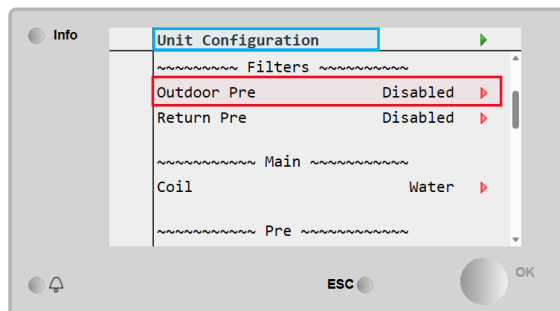 Info
Unit Configuration
~~~~~~~~~ Filters ~~~~~~~~~~
Outdoor Pre Disabled
Return Pre Disabled
~~~~~~~~~~~ Main ~~~~~~~~~~~
Coil Water
~~~~~~~~~~~ Pre ~~~~~~~~~~~~
ESC
OK